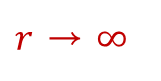 r → ∞